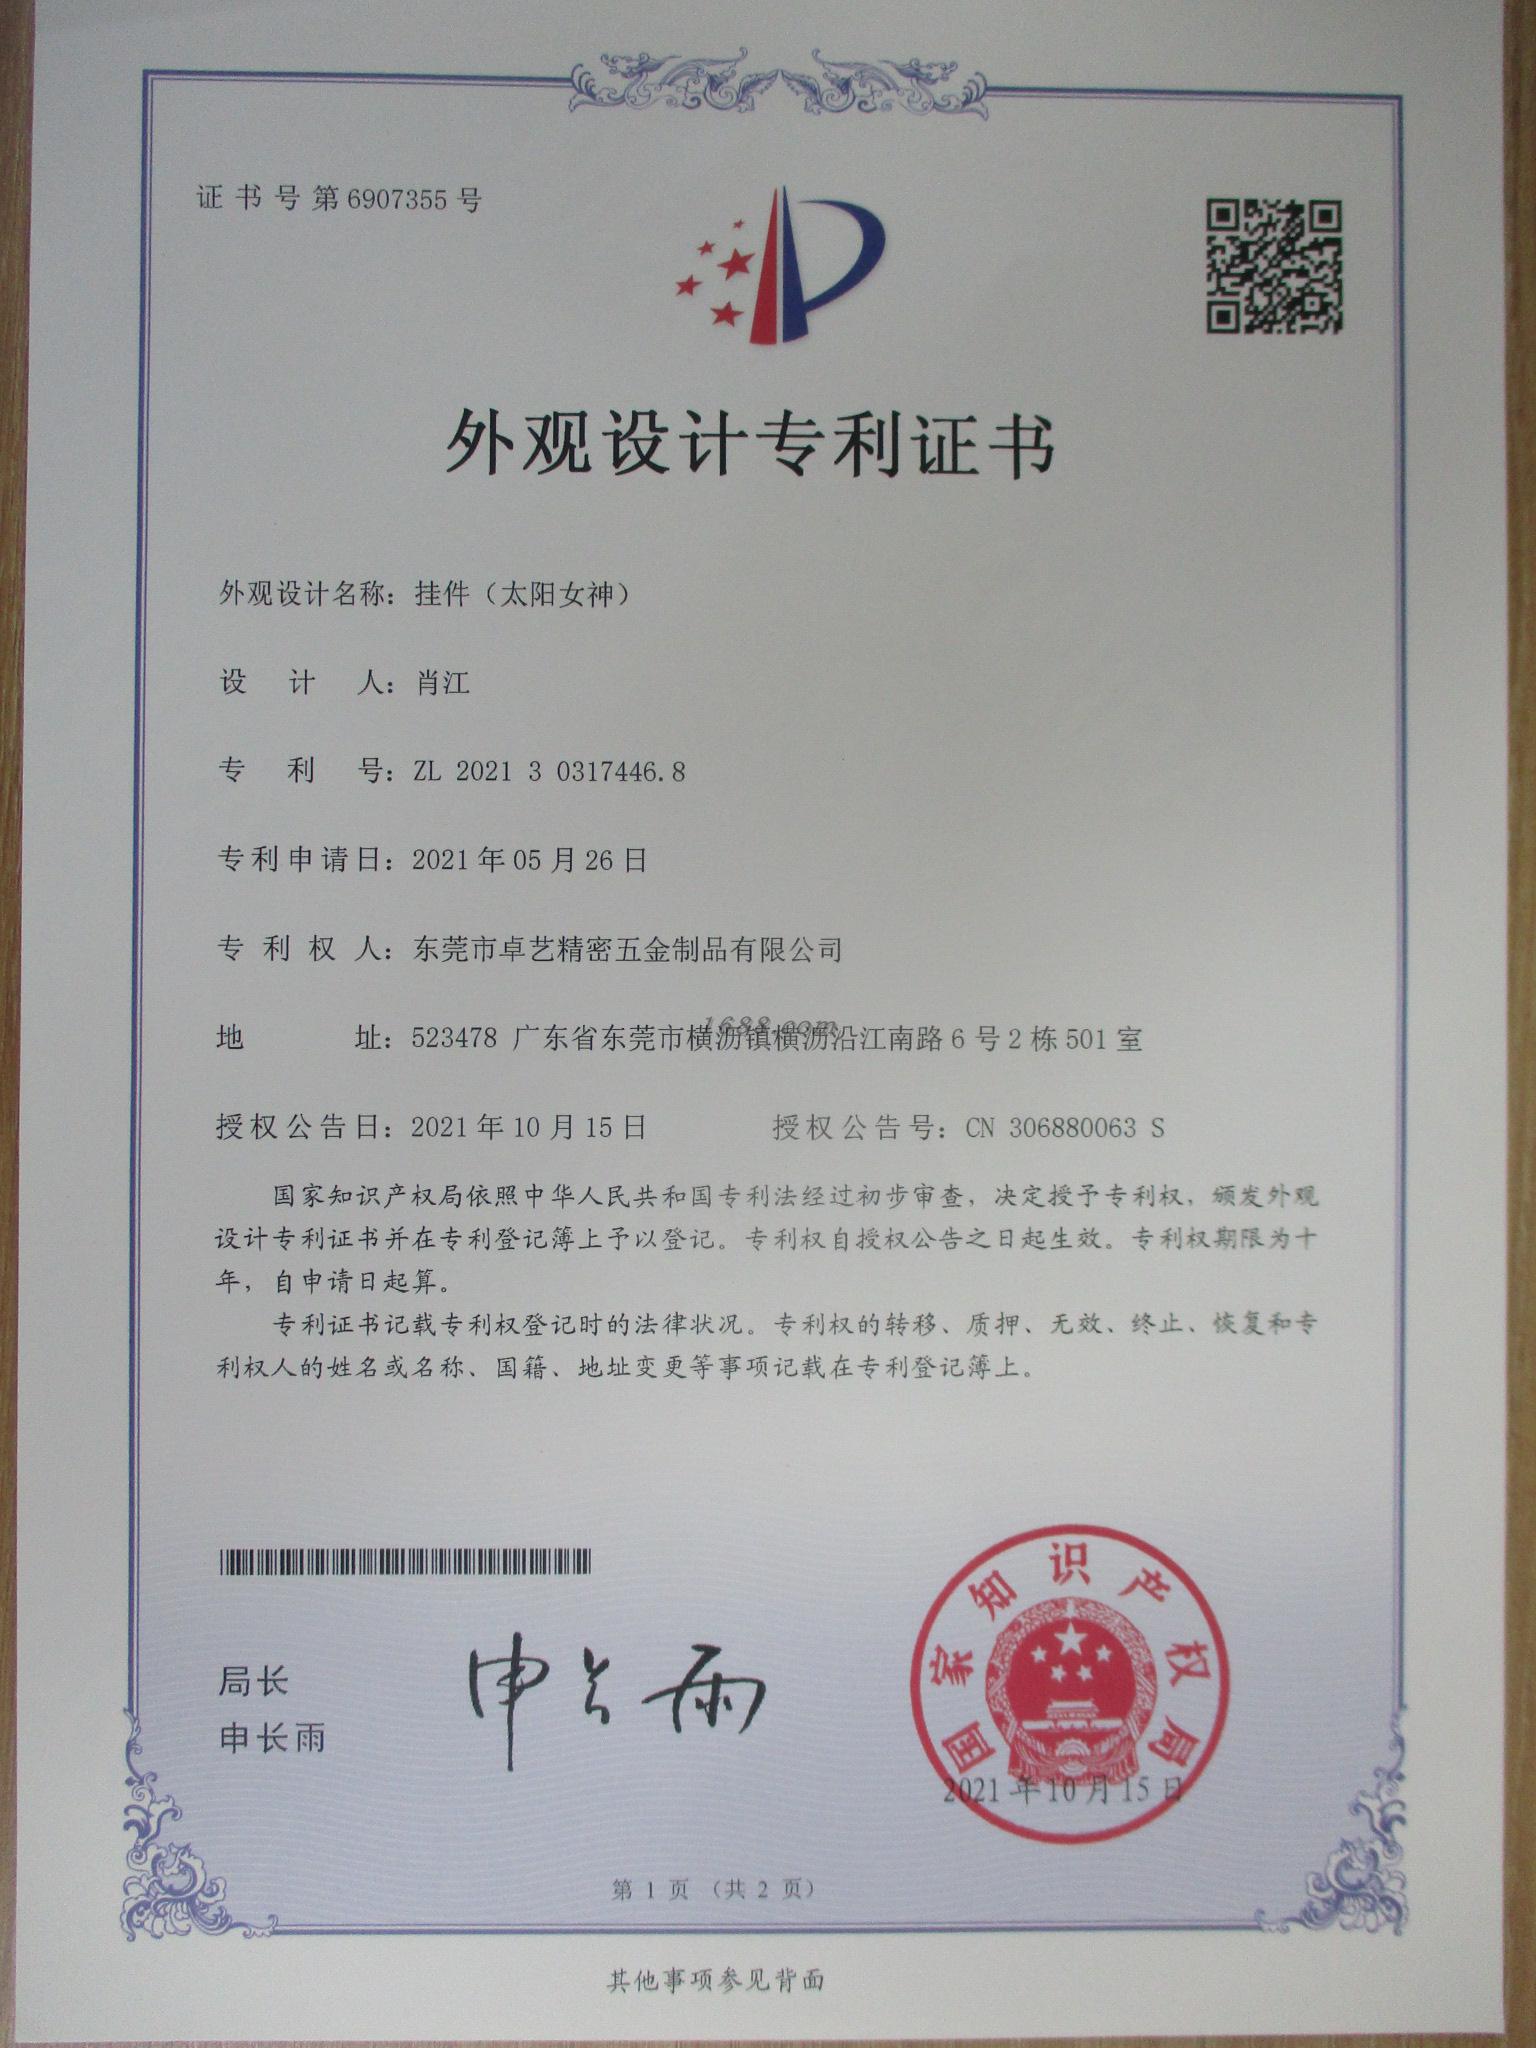 证书号第6907355号
外观设计专利证书
外观设计名称：挂件（太阳女神）
设计人：肖江
专利号：ZL 2021 3 0317446.8
专利申请日：2021年05月26日
专利权人：东莞市卓艺精密五金制品有限公司
1688.com
地址：523478 广东省东莞市横沥镇横沥沿江南路6号2栋501室
授权公告日：2021年10月15日 授权公告号：CN 306880063 S
国家知识产权局依照中华人民共和国专利法经过初步审查，决定授予专利权，颁发外观
设计专利证书并在专利登记簿上予以登记。专利权自授权公告之日起生效。专利权期限为十
年，自申请日起算。
专利证书记载专利权登记时的法律状况。专利权的转移、质押、无效、终止、恢复和专
利权人的姓名或名称、国籍、地址变更等事项记载在专利登记簿上。
局长
申长雨
申长雨
国家知识产权局
2021年10月15日
第 1 页 （共 2 页）
其他事项参见背面